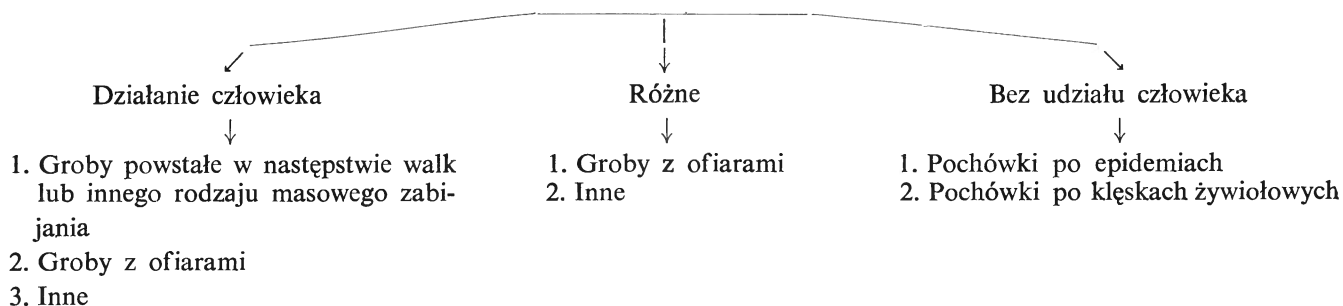 Działanie człowieka
1. Groby powstałe w następstwie walk
lub innego rodzaju masowego zabi-
jania
2. Groby z ofiarami
3. Inne
Różne
1. Groby z ofiarami
2. Inne
Bez udziału człowieka
1. Pochówki po epidemiach
2. Pochówki po klęskach żywiołowych